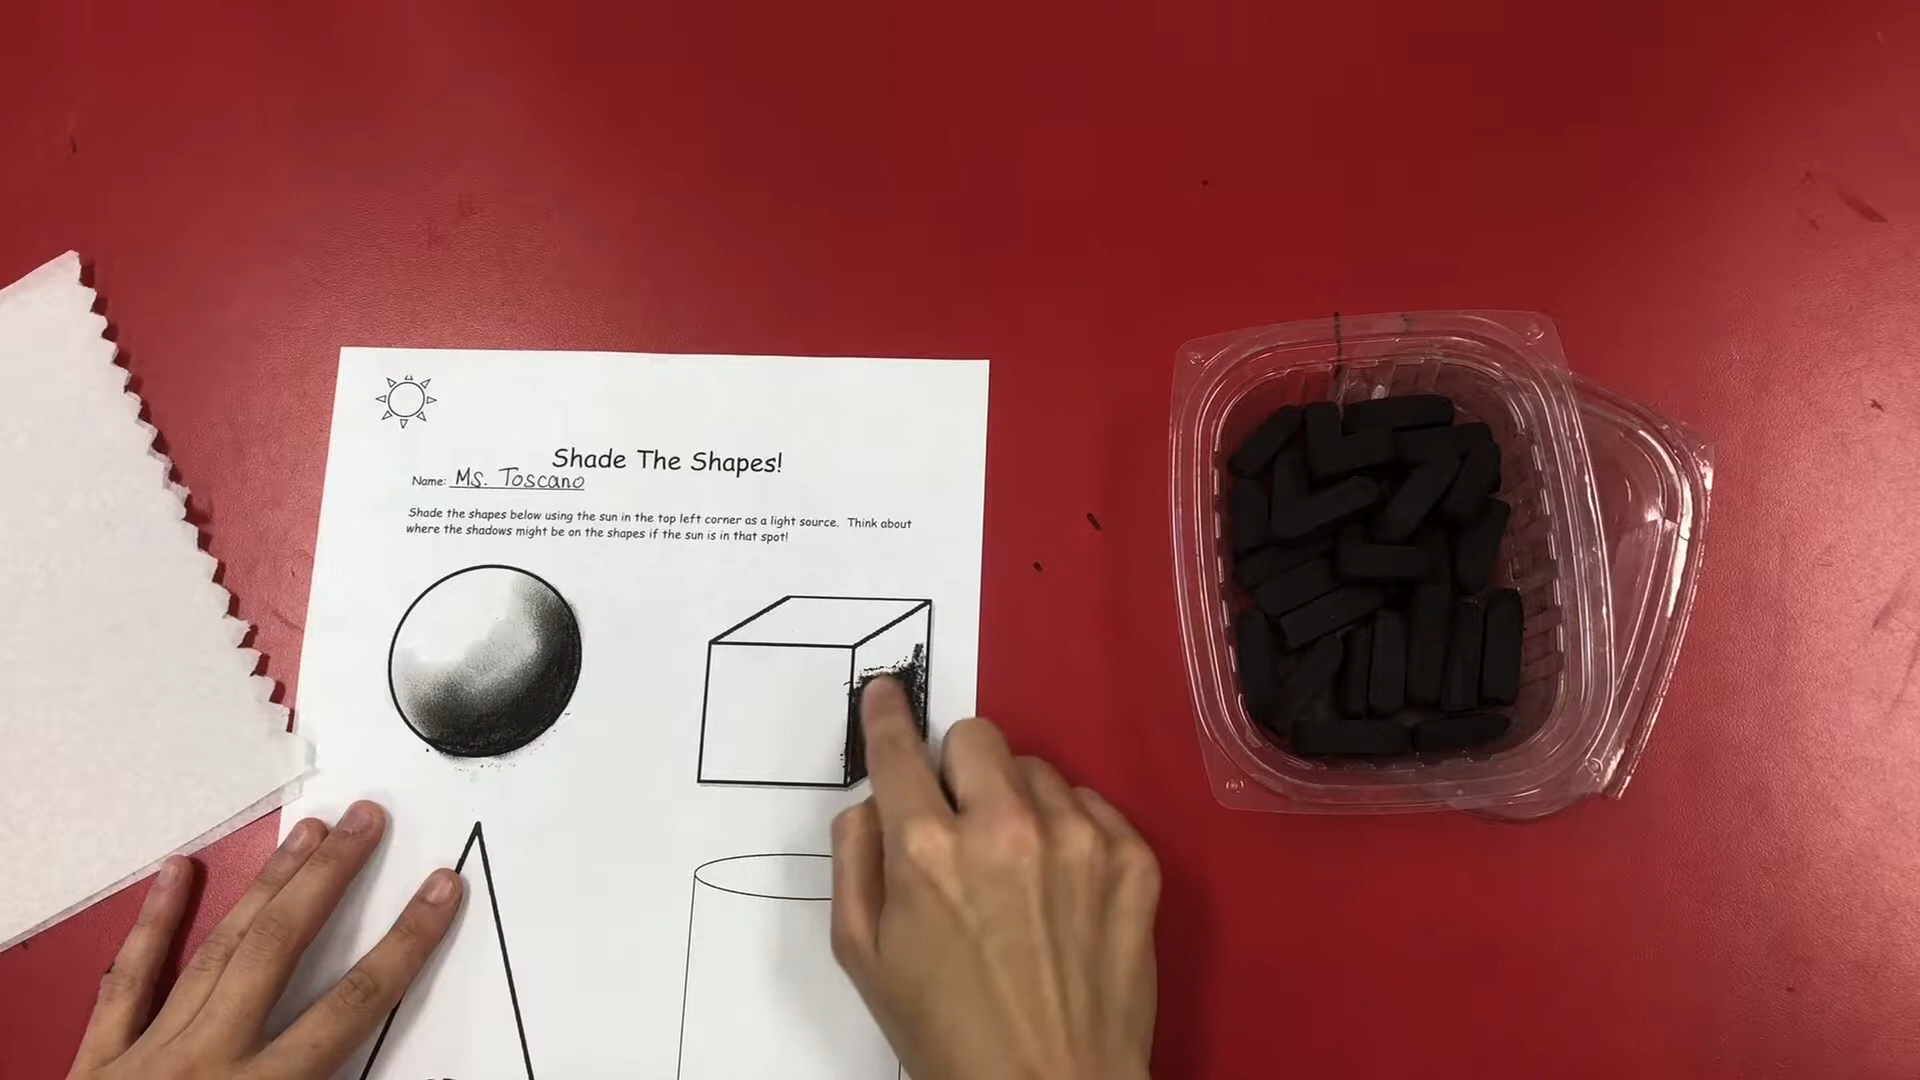 Shade The Shapes!
Name: Ms. Toscano
Shade the shapes below using the sun in the top left corner as a light source. Think about
where the shadows might be on the shapes if the sun is in that spot!